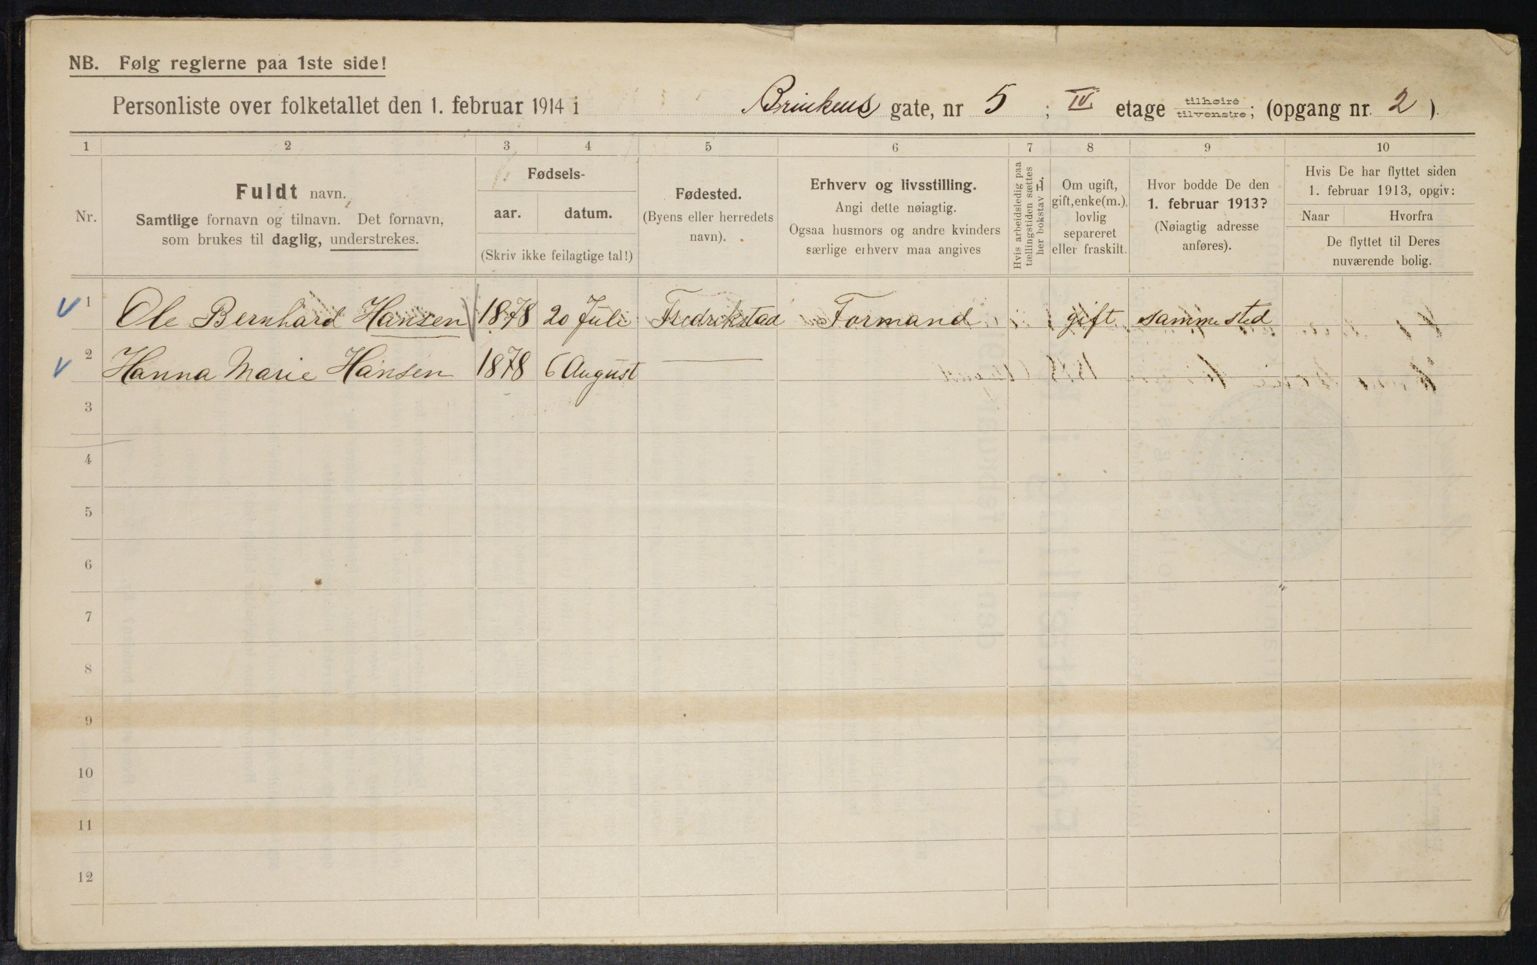 NB. Følg reglerne paa 1ste side!
Personliste over folketallet den 1. februar 1914 i Brinkens gate, nr 5 ; IV etage tilhøire tilvenstre; (opgang nr. 2 ).
1 2 3 4 5 6 7 8 9 10
Nr.
Fuldt navn.
Samtlige fornavn og tilnavn. Det fornavn,
som brukes til daglig, understrekes.
Fødsels-
aar. datum.
(Skriv ikke feilagtige tal!)
Fødested.
(Byens eller herredets
navn).
Erhverv og livsstilling.
Angi dette nøiagtig.
Ogsaa husmors og andre kvinders
særlige erhverv maa angives
Hvis arbeidsledig paa
tællingstiden sættes
her bokstav L.
Om ugift,
gift, enke(m.).
lovlig
separeret
eller fraskilt.
Hvor bodde De den
1. februar 1913?
(Nøiagtig adresse
anføres).
Hvis De har flyttet siden
1. februar 1913, opgiv:
Naar Hvorfra
De flyttet til Deres
nuværende bolig.
1 Ole Bernhard Hansen 1878 20 Juli Fredrikstad Formand gift sammested
2 Hanna Marie Hansen 1878 6 August
3
4
5
6
7
8
9
10
11
12